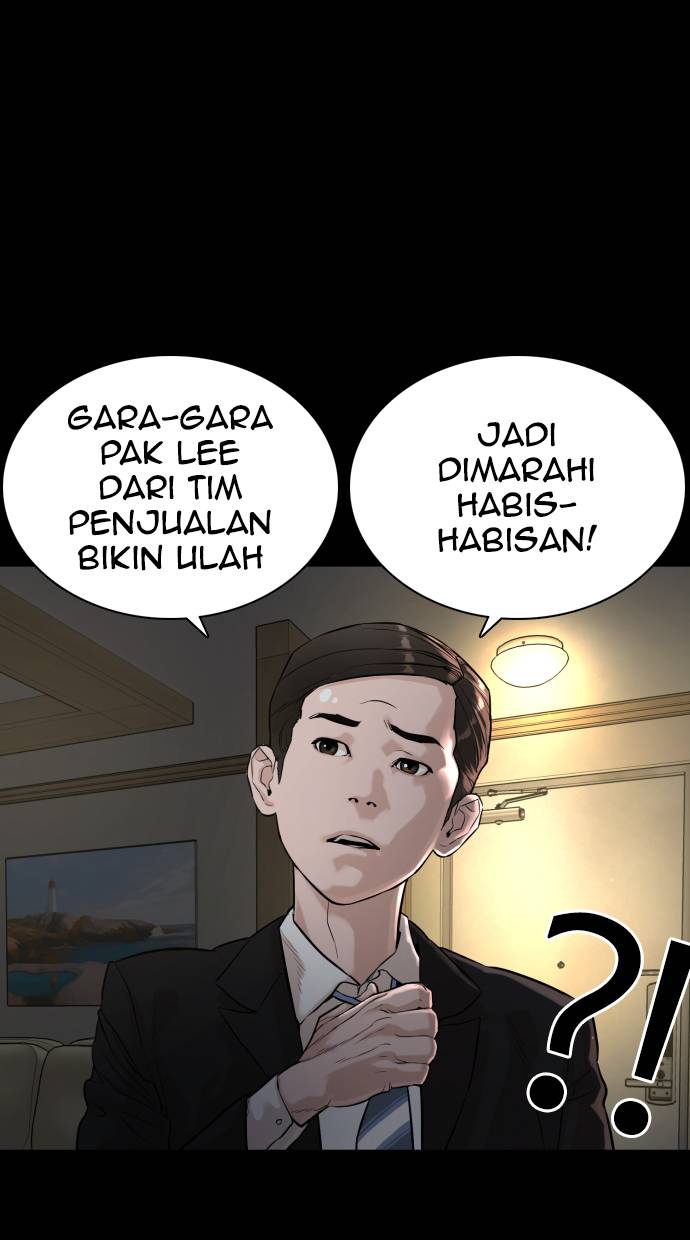 GARA-GARA
PAK LEE
DARI TIM
PENJUALAN
BIKIN ULAH
JADI
DIMARAHI
HABIS-
HABISAN!
?!